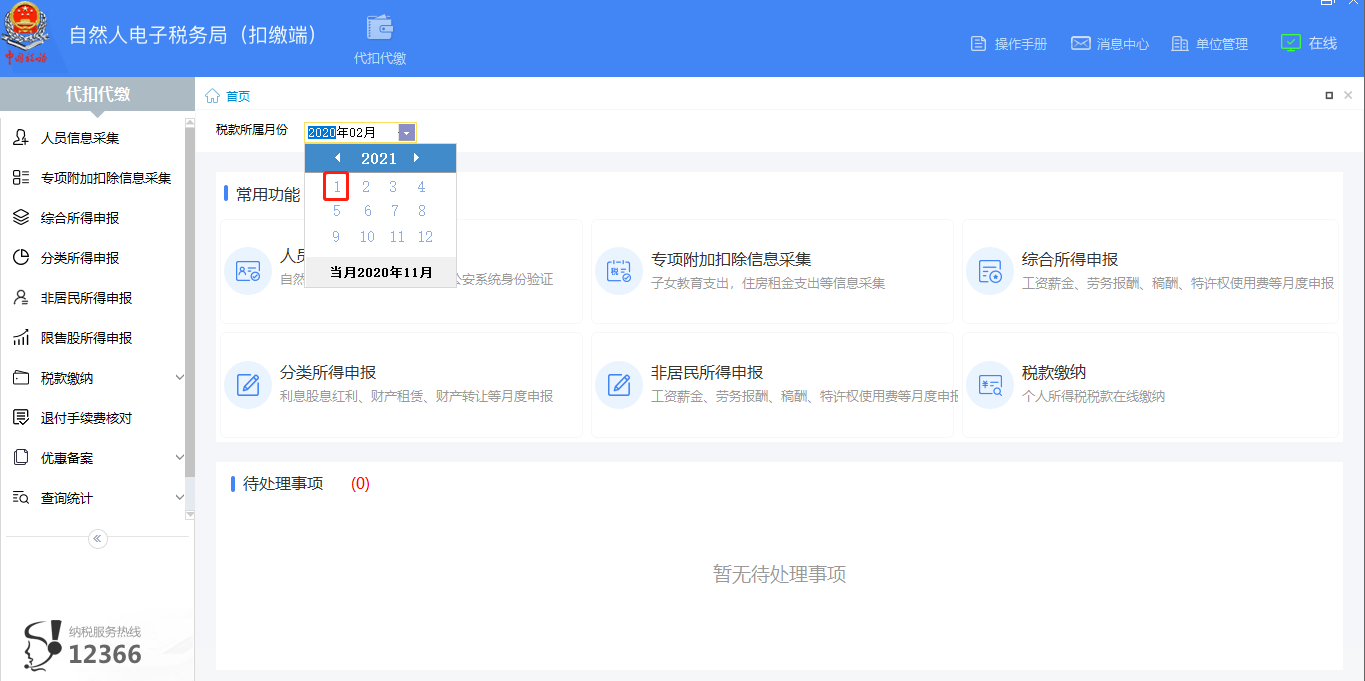 中国税务
自然人电子税务局（扣缴端）
代扣代缴
操作手册
消息中心
单位管理
在线
代扣代缴
人员信息采集
专项附加扣除信息采集
综合所得申报
分类所得申报
非居民所得申报
限售股所得申报
税款缴纳
退付手续费核对
优惠备案
查询统计
纳税服务热线
12366
首页
税款所属月份 2020年02月
2021
1 2 3 4
5 6 7 8
9 10 11 12
当月2020年11月
常用功能
人员
自然 公安系统身份验证
专项附加扣除信息采集
子女教育支出，住房租金支出等信息采集
综合所得申报
工资薪金、劳务报酬、稿酬、特许权使用费等月度申报
分类所得申报
利息股息红利、财产租赁、财产转让等月度申报
非居民所得申报
工资薪金、劳务报酬、稿酬、特许权使用费等月度申报
税款缴纳
个人所得税税款在线缴纳
待处理事项 (0)
暂无待处理事项